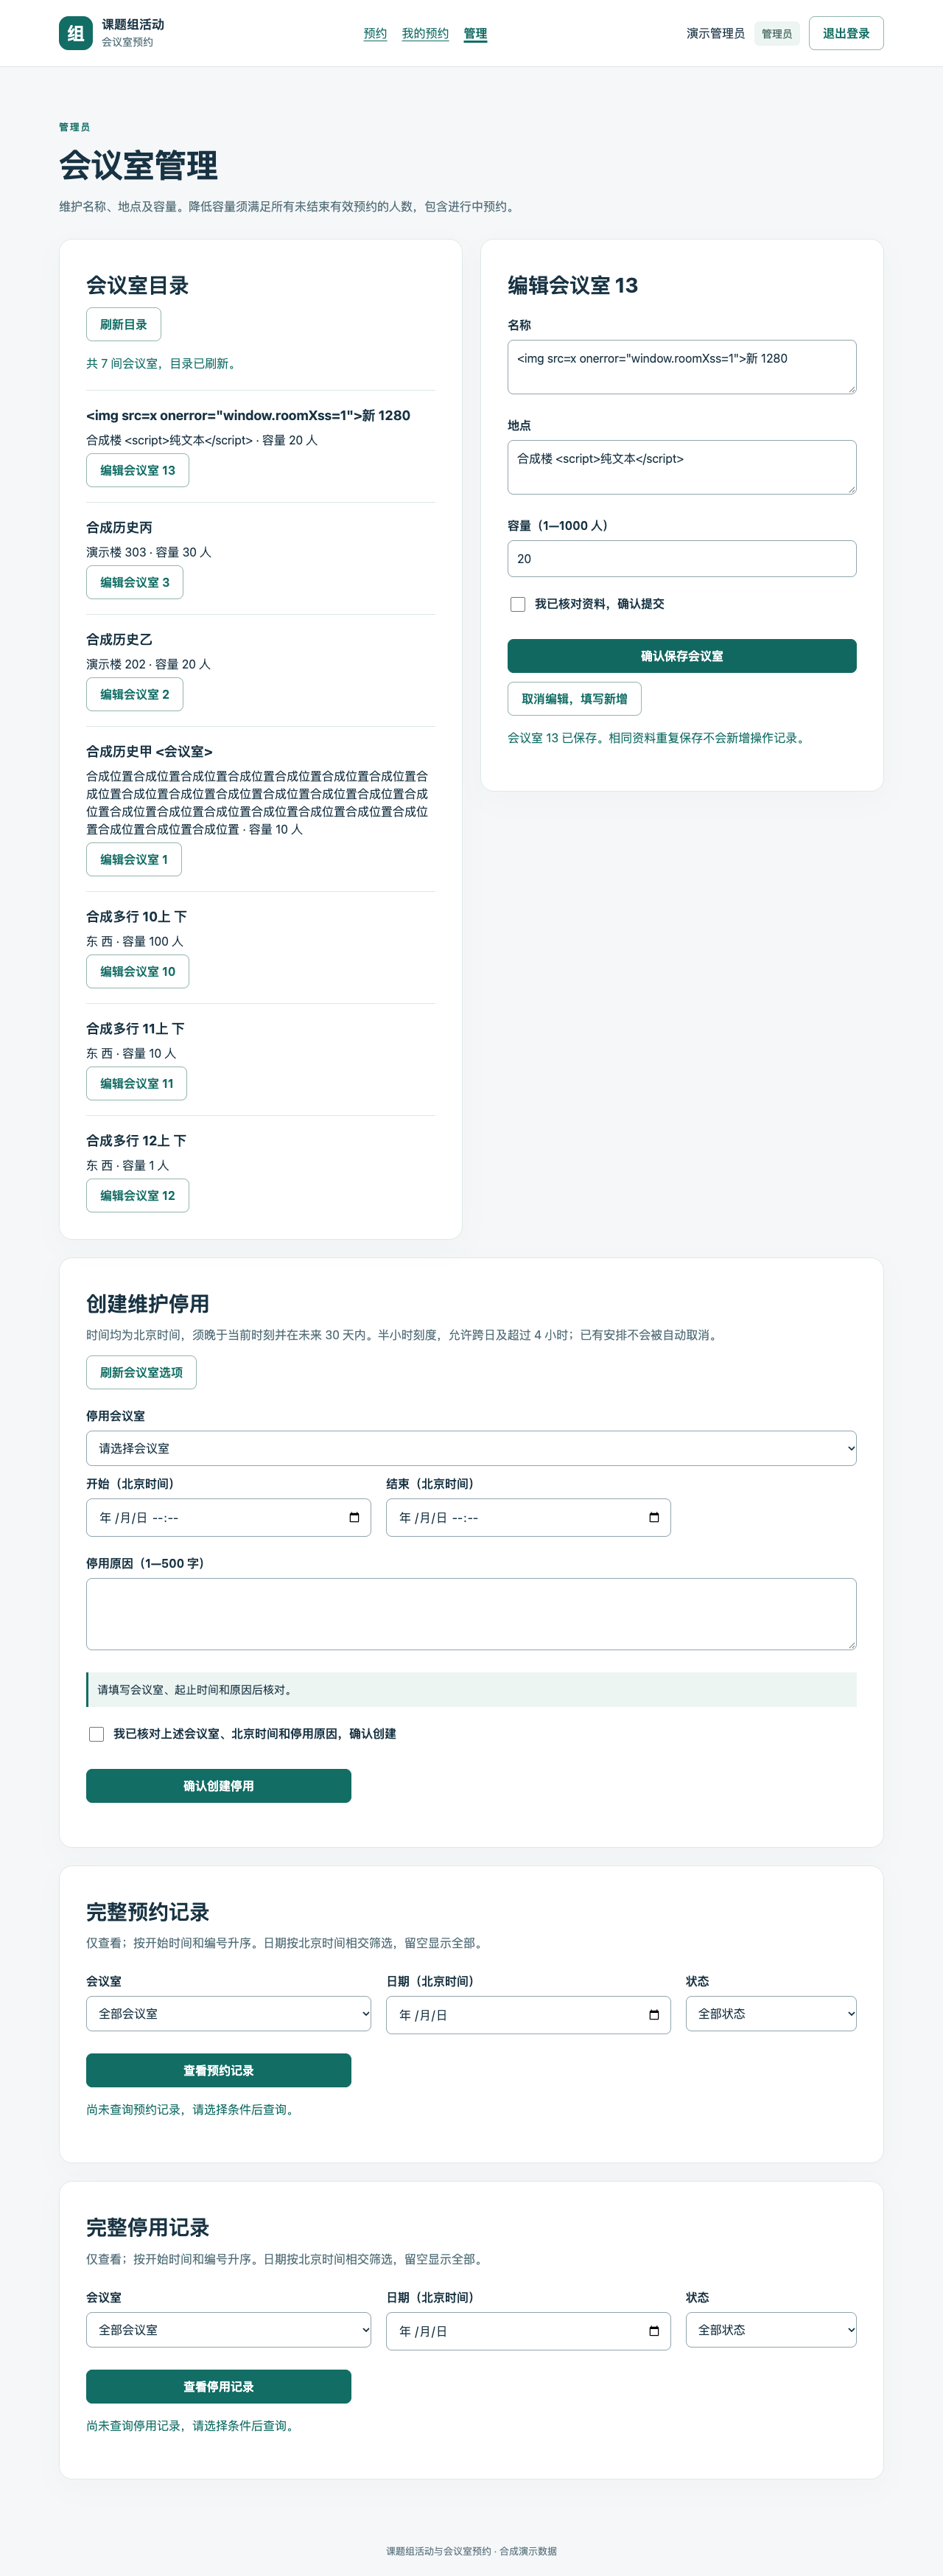 组
课题组活动
会议室预约
预约
我的预约
管理
演示管理员
管理员
退出登录
管理员
会议室管理
维护名称、地点及容量。降低容量须满足所有未结束有效预约的人数，包含进行中预约。
会议室目录
刷新目录
共 7 间会议室，目录已刷新。
<img src=x onerror="window.roomXss=1">新 1280
合成楼 <script>纯文本</script> · 容量 20 人
编辑会议室 13
合成历史丙
演示楼 303 · 容量 30 人
编辑会议室 3
合成历史乙
演示楼 202 · 容量 20 人
编辑会议室 2
合成历史甲 <会议室>
合成位置合成位置合成位置合成位置合成位置合成位置合成位置合
成位置合成位置合成位置合成位置合成位置合成位置合成位置合成
位置合成位置合成位置合成位置合成位置合成位置合成位置合成位
置合成位置合成位置合成位置 · 容量 10 人
编辑会议室 1
合成多行 10上 下
东 西 · 容量 100 人
编辑会议室 10
合成多行 11上 下
东 西 · 容量 10 人
编辑会议室 11
合成多行 12上 下
东 西 · 容量 1 人
编辑会议室 12
编辑会议室 13
名称
<img src=x onerror="window.roomXss=1">新 1280
地点
合成楼 <script>纯文本</script>
容量（1—1000 人）
20
我已核对资料，确认提交
确认保存会议室
取消编辑，填写新增
会议室 13 已保存。相同资料重复保存不会新增操作记录。
创建维护停用
时间均为北京时间，须晚于当前时刻并在未来 30 天内。半小时刻度，允许跨日及超过 4 小时；已有安排不会被自动取消。
刷新会议室选项
停用会议室
请选择会议室
开始（北京时间）
结束（北京时间）
年 /月/日 --:--
年 /月/日 --:--
停用原因（1—500 字）
请填写会议室、起止时间和原因后核对。
我已核对上述会议室、北京时间和停用原因，确认创建
确认创建停用
完整预约记录
仅查看；按开始时间和编号升序。日期按北京时间相交筛选，留空显示全部。
会议室
日期（北京时间）
状态
全部会议室
年 /月/日
全部状态
查看预约记录
尚未查询预约记录，请选择条件后查询。
完整停用记录
仅查看；按开始时间和编号升序。日期按北京时间相交筛选，留空显示全部。
会议室
日期（北京时间）
状态
全部会议室
年 /月/日
全部状态
查看停用记录
尚未查询停用记录，请选择条件后查询。
课题组活动与会议室预约 · 合成演示数据